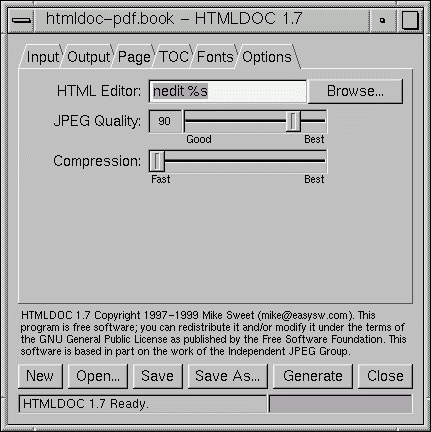 htmldoc-pdf.book - HTMLDOC 1.7
Input Output Page TOC Fonts Options
HTML Editor: nedit %s Browse...
JPEG Quality: 90
Good Best
Compression:
Fast Best
HTMLDOC 1.7 Copyright 1997-1999 Mike Sweet (mike@easysw.com). This
program is free software; you can redistribute it and/or modify it under the terms of
the GNU General Public License as published by the Free Software Foundation. This
software is based in part on the work of the Independent JPEG Group.
New Open... Save Save As... Generate Close
HTMLDOC 1.7 Ready.